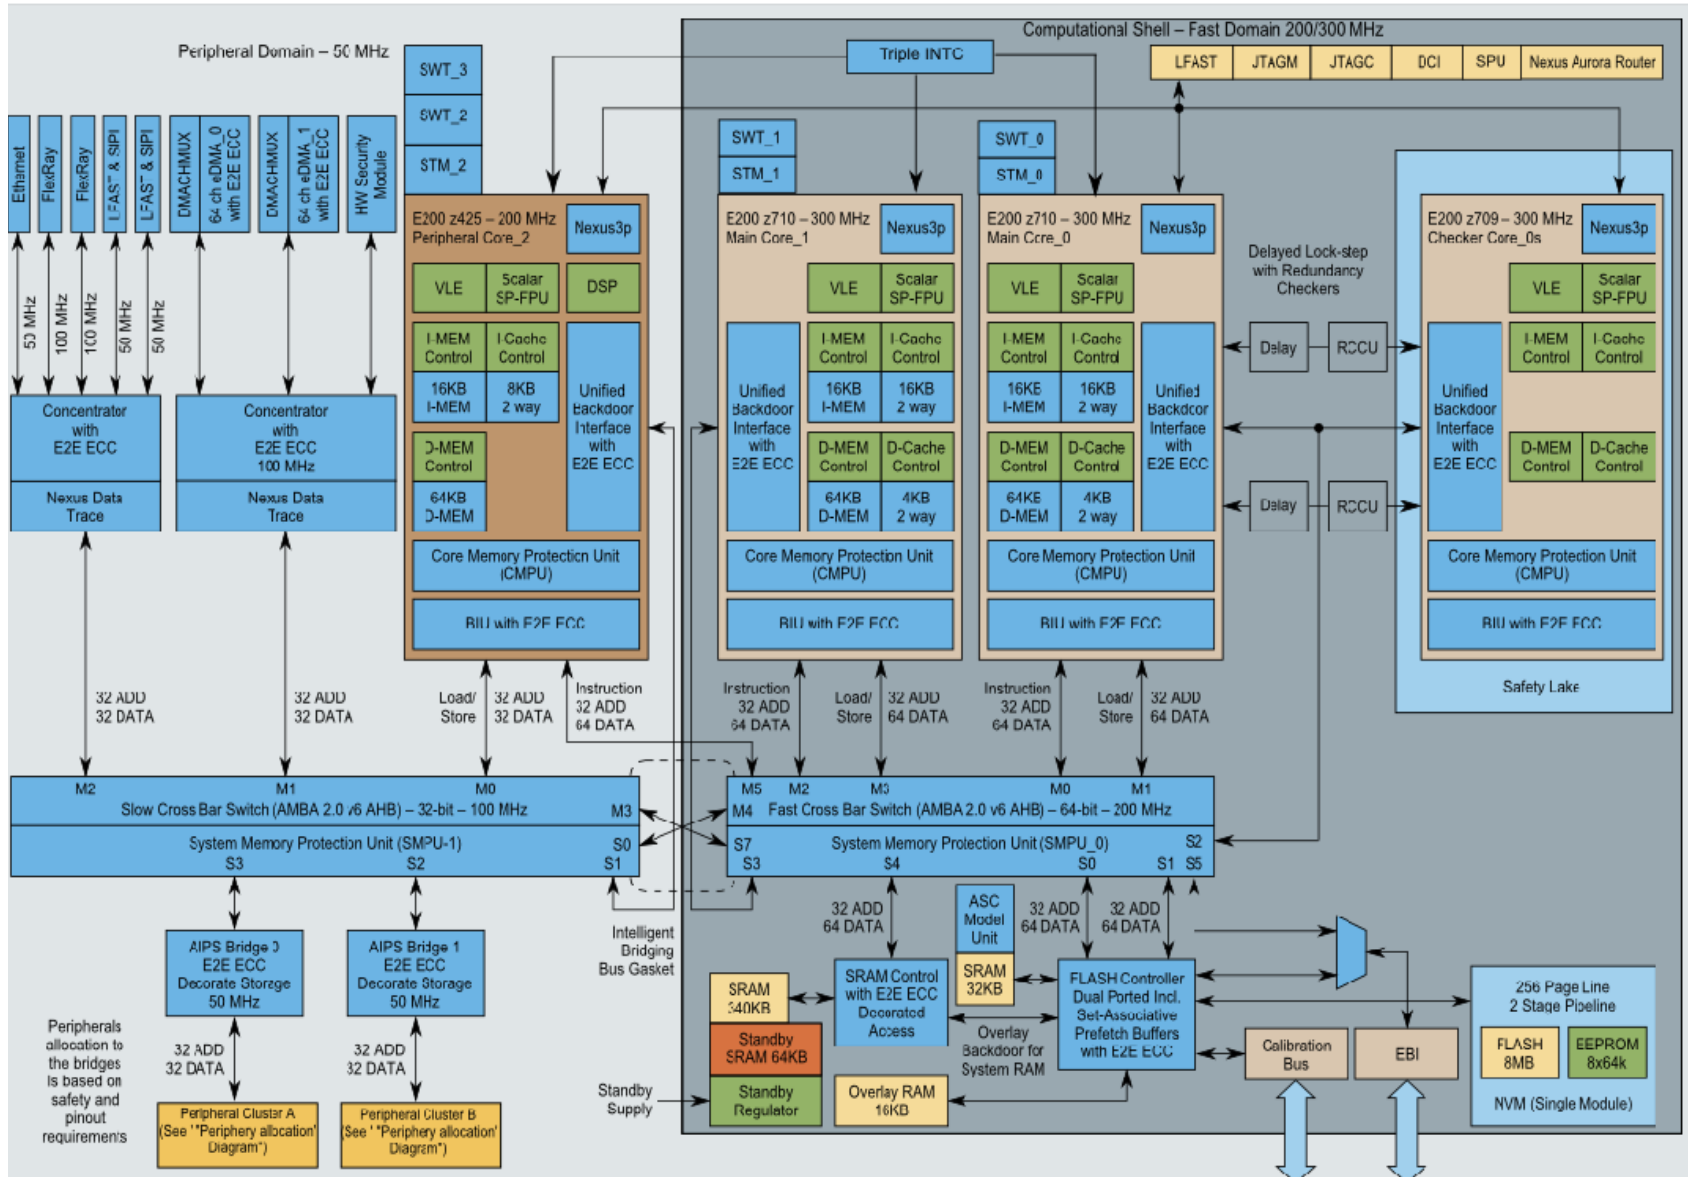 Computational Shell – Fast Domain 200/300 MHz
Peripheral Domain – 50 MHz
Triple INTC
LFAST
JTAGM
JTAGC
DCI
SPU
Nexus Aurora Router
SWT_3
SWT_2
STM_2
SWT_1
STM_1
SWT_0
STM_0
Ethernet
FlexRay
FlexRay
LFAST & SIPI
LFAST & SIPI
DMACHMUX
64 ch eDMA_0
with E2E ECC
DMACHMUX
64 ch eDMA_1
with E2E ECC
HW Security
Module
50 MHz
100 MHz
100 MHz
50 MHz
50 MHz
Concentrator
with
E2E ECC
Nexus Data
Trace
Concentrator
with
E2E ECC
100 MHz
Nexus Data
Trace
E200 z425 – 200 MHz
Peripheral Core_2
Nexus3p
VLE
Scalar
SP-FPU
DSP
I-MEM
Control
I-Cache
Control
16KB
I-MEM
8KB
2 way
D-MEM
Control
64KB
D-MEM
Unified
Backdoor
Interface
with
E2E ECC
Core Memory Protection Unit
(CMPU)
BIU with E2E ECC
E200 z710 – 300 MHz
Main Core_1
Nexus3p
VLE
Scalar
SP-FPU
Unified
Backdoor
Interface
with
E2E ECC
I-MEM
Control
I-Cache
Control
16KB
I-MEM
16KB
2 way
D-MEM
Control
D-Cache
Control
64KB
D-MEM
4KB
2 way
Core Memory Protection Unit
(CMPU)
BIU with E2E ECC
E200 z710 – 300 MHz
Main Core_0
Nexus3p
VLE
Scalar
SP-FPU
I-MEM
Control
I-Cache
Control
16KB
I-MEM
16KB
2 way
D-MEM
Control
D-Cache
Control
64KB
D-MEM
4KB
2 way
Unified
Backdoor
Interface
with
E2E ECC
Core Memory Protection Unit
(CMPU)
BIU with E2E ECC
Delayed Lock-step
with Redundancy
Checkers
Delay
RCCU
Delay
RCCU
E200 z709 – 300 MHz
Checker Core_0s
Nexus3p
VLE
Scalar
SP-FPU
I-MEM
Control
I-Cache
Control
Unified
Backdoor
Interface
with
E2E ECC
D-MEM
Control
D-Cache
Control
Core Memory Protection Unit
(CMPU)
BIU with E2E ECC
Safety Lake
32 ADD
32 DATA
32 ADD
32 DATA
Load/
Store
32 ADD
32 DATA
Instruction
32 ADD
64 DATA
Instruction
32 ADD
64 DATA
Load/
Store
32 ADD
64 DATA
Instruction
32 ADD
64 DATA
Load/
Store
32 ADD
64 DATA
M2
M1
M0
Slow Cross Bar Switch (AMBA 2.0 v6 AHB) – 32-bit – 100 MHz
M3
System Memory Protection Unit (SMPU-1)
S0
S3
S2
S1
M5
M2
M3
M0
M1
M4
Fast Cross Bar Switch (AMBA 2.0 v6 AHB) – 64-bit – 200 MHz
S7
System Memory Protection Unit (SMPU_0)
S2
S3
S4
S0
S1
S5
AIPS Bridge 0
E2E ECC
Decorate Storage
50 MHz
AIPS Bridge 1
E2E ECC
Decorate Storage
50 MHz
Intelligent
Bridging
Bus Gasket
32 ADD
64 DATA
ASC
Model
Unit
SRAM
32KB
32 ADD
64 DATA
32 ADD
64 DATA
SRAM
340KB
Standby
SRAM 64KB
Standby
Regulator
Standby
Supply
SRAM Control
with E2E ECC
Decorated
Access
Overlay
Backdoor for
System RAM
Overlay RAM
16KB
FLASH Controller
Dual Ported Incl.
Set-Associative
Prefetch Buffers
with E2E ECC
Calibration
Bus
EBI
256 Page Line
2 Stage Pipeline
FLASH
8MB
EEPROM
8x64k
NVM (Single Module)
Peripherals
allocation to
the bridges
Is based on
safety and
pinout
requirements
32 ADD
32 DATA
32 ADD
32 DATA
Peripheral Cluster A
(See '"Periphery allocation'
Diagram")
Peripheral Cluster B
(See '"Periphery allocation'
Diagram")